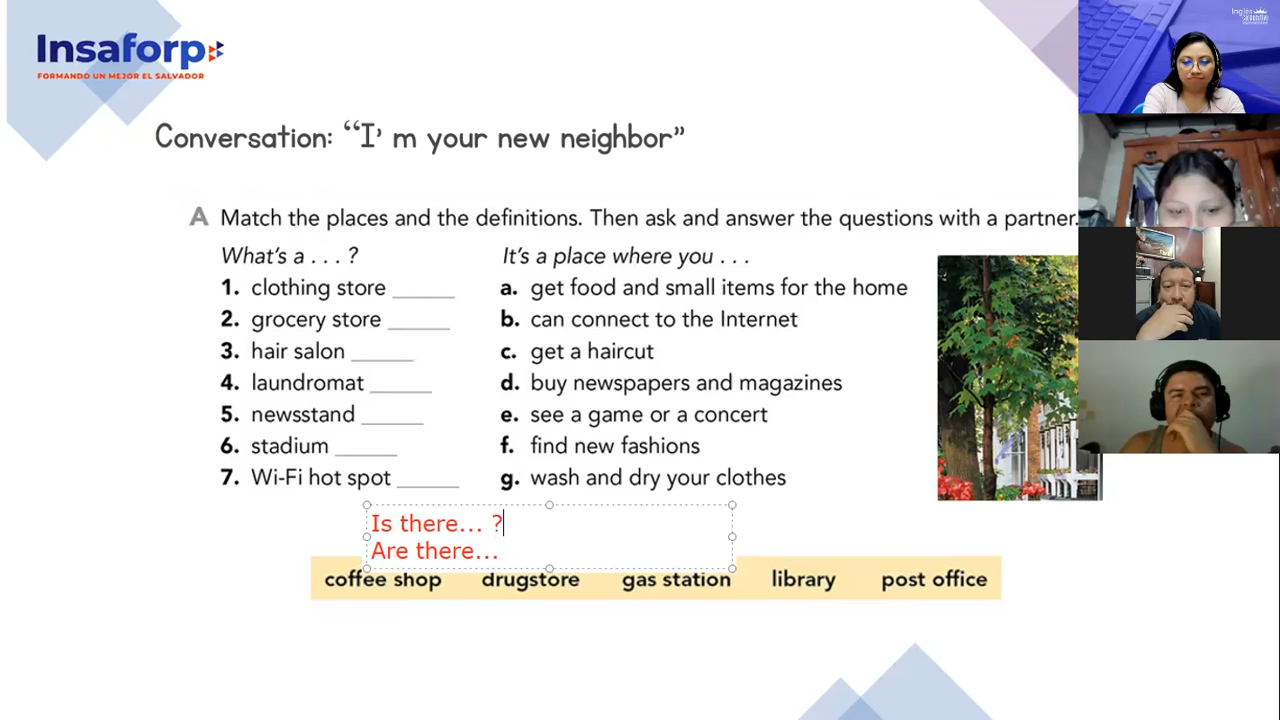 Insaforp
FORMANDO UN MEJOR EL SALVADOR
Conversation: “I’ m your new neighbor”
A Match the places and the definitions. Then ask and answer the questions with a partner.
What's a . . . ?
1. clothing store ______
2. grocery store ______
3. hair salon ______
4. laundromat ______
5. newsstand ______
6. stadium ______
7. Wi-Fi hot spot ______
It's a place where you . . .
a. get food and small items for the home
b. can connect to the Internet
c. get a haircut
d. buy newspapers and magazines
e. see a game or a concert
f. find new fashions
g. wash and dry your clothes
Is there... ?
Are there...
coffee shop drugstore gas station library post office
Inglés